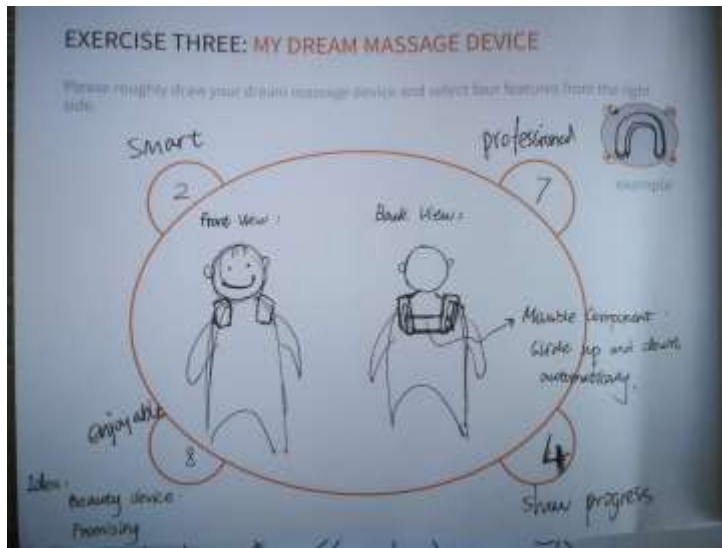 EXERCISE THREE: MY DREAM MASSAGE DEVICE
Please roughly draw your dream massage device and select four features from the right
side.
smart
professional
2
7
example
Front View:
Back View:
Movable Component.
Glide up and down
automatically.
enjoyable
8
4
Idea:
Beauty device
Promising
show progress